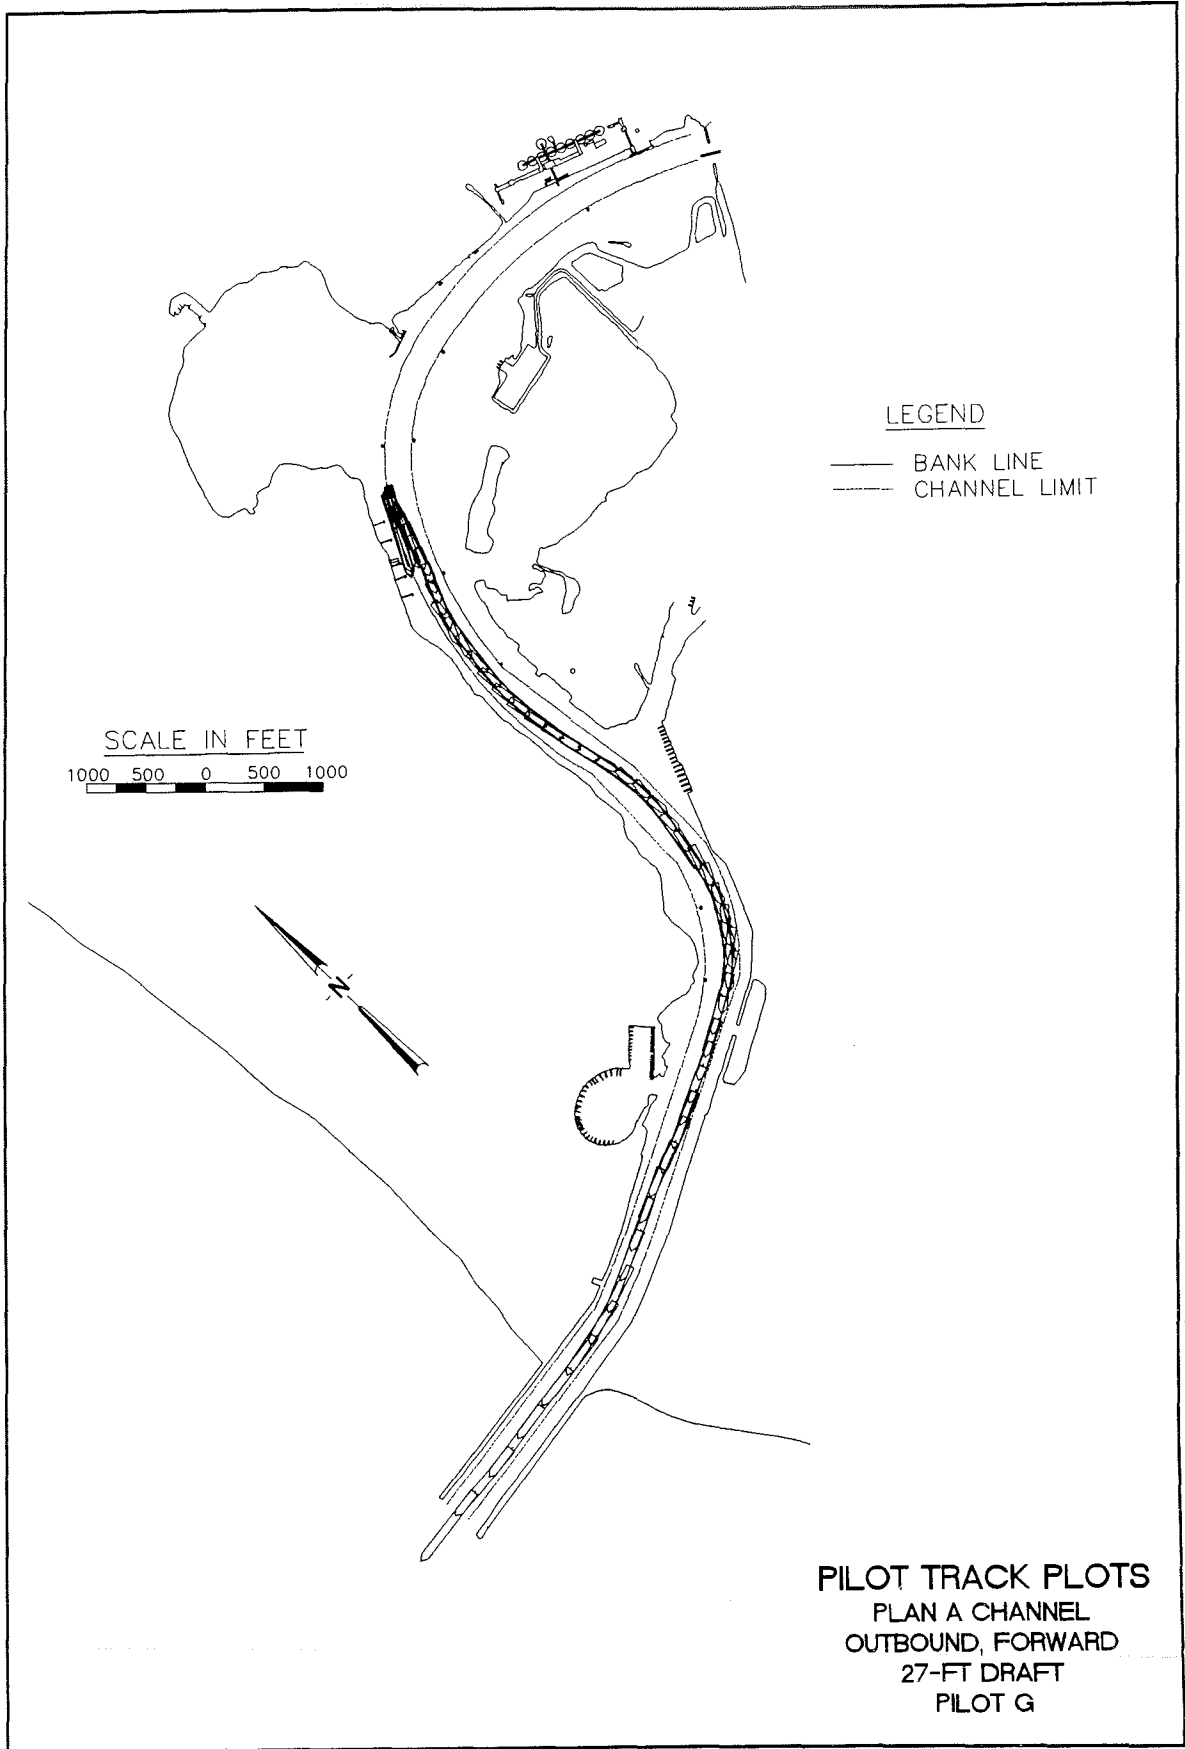 LEGEND
BANK LINE
CHANNEL LIMIT
SCALE IN FEET
1000 500 0 500 1000
N
PILOT TRACK PLOTS
PLAN A CHANNEL
OUTBOUND, FORWARD
27-FT DRAFT
PILOT G